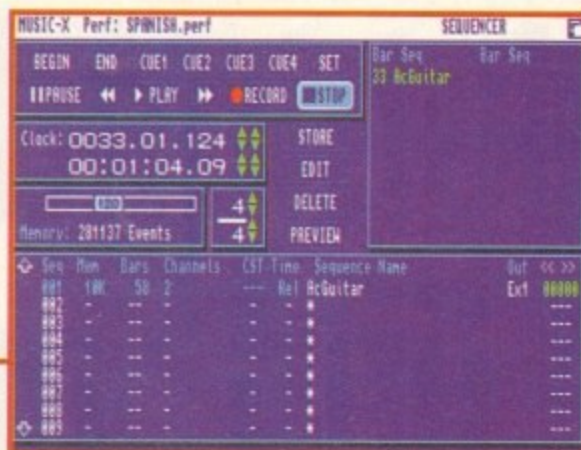 MUSIC-X Perf: SPANISH.perf SEQUENCER
BEGIN END CUE1 CUE2 CUE3 CUE4 SET
PAUSE PLAY RECORD STOP
Bar Seq Bar Seq
33 AcGuitar
Clock: 0033.01.124
00:01:04.09
STORE
EDIT
DELETE
PREVIEW
4
4
Memory: 281137 Events
Seq Mem Bars Channels CST Time Sequence Name Out << >>
001 10K 58 2 --- Rel AcGuitar Ex1 00000
002 - -- - - - * ---
003 - -- - - - * ---
004 - -- - - - * ---
005 - -- - - - * ---
006 - -- - - - * ---
007 - -- - - - * ---
008 - -- - - - * ---
009 - -- - - - * ---